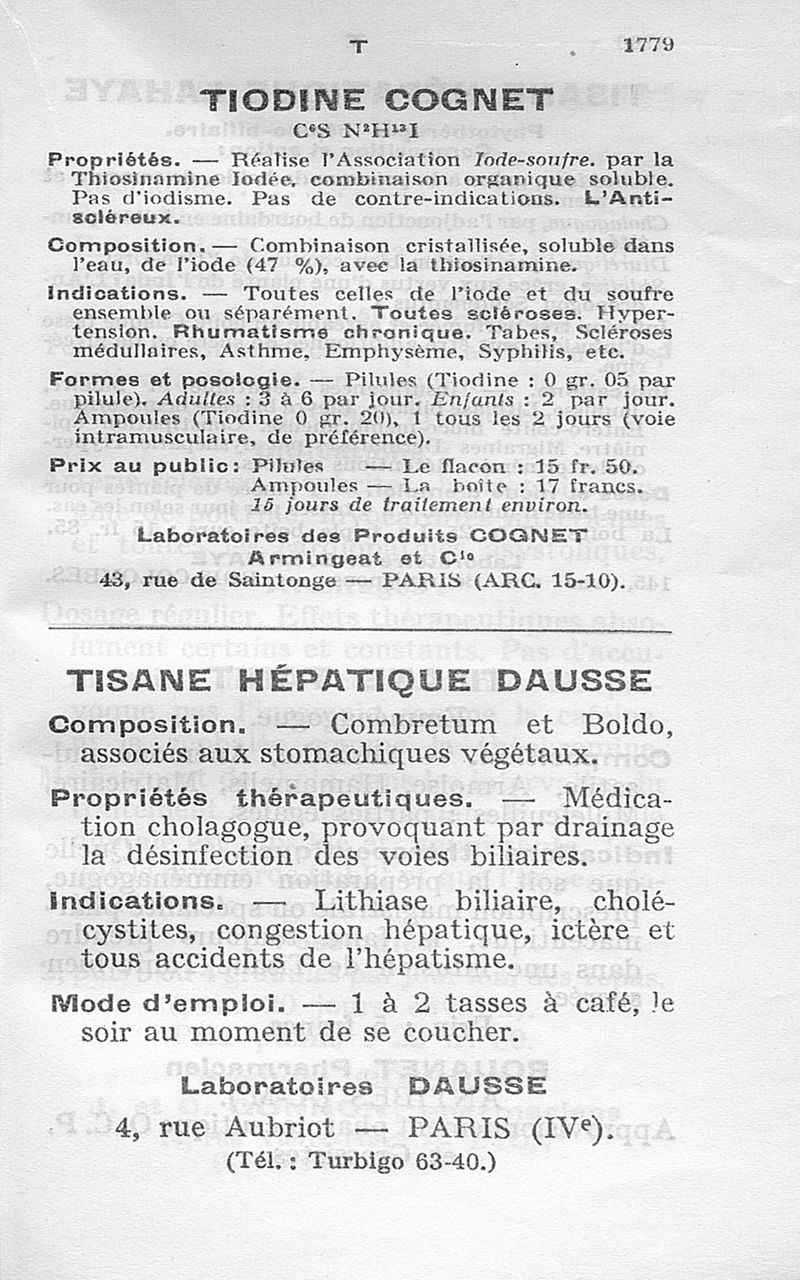 T 1779
TIODINE COGNET
C⁶S N²H¹³I
Propriétés. — Réalise l'Association Iode-soufre. par la
Thiosinamine Iodée, combinaison organique soluble.
Pas d'iodisme. Pas de contre-indications. L'Anti-
scléreux.
Composition. — Combinaison cristallisée, soluble dans
l'eau, de l'iode (47 %), avec la thiosinamine.
Indications. — Toutes celles de l'iode et du soufre
ensemble ou séparément. Toutes scléroses. Hyper-
tension. Rhumatisme chronique. Tabes, Scléroses
médullaires, Asthme, Emphysème, Syphilis, etc.
Formes et posologie. — Pilules (Tiodine : 0 gr. 05 par
pilule). Adultes : 3 à 6 par jour. Enfants : 2 par jour.
Ampoules (Tiodine 0 gr. 20), 1 tous les 2 jours (voie
intramusculaire, de préférence).
Prix au public: Pilules — Le flacon : 15 fr. 50.
Ampoules — La boîte : 17 francs.
15 jours de traitement environ.
Laboratoires des Produits COGNET
Armingeat et Cie
43, rue de Saintonge — PARIS (ARC. 15-10).
TISANE HÉPATIQUE DAUSSE
Composition. — Combretum et Boldo,
associés aux stomachiques végétaux.
Propriétés thérapeutiques. — Médica-
tion cholagogue, provoquant par drainage
la désinfection des voies biliaires.
Indications. — Lithiase biliaire, cholé-
cystites, congestion hépatique, ictère et
tous accidents de l'hépatisme.
Mode d'emploi. — 1 à 2 tasses à café, le
soir au moment de se coucher.
Laboratoires DAUSSE
4, rue Aubriot — PARIS (IVe).
(Tél. : Turbigo 63-40.)